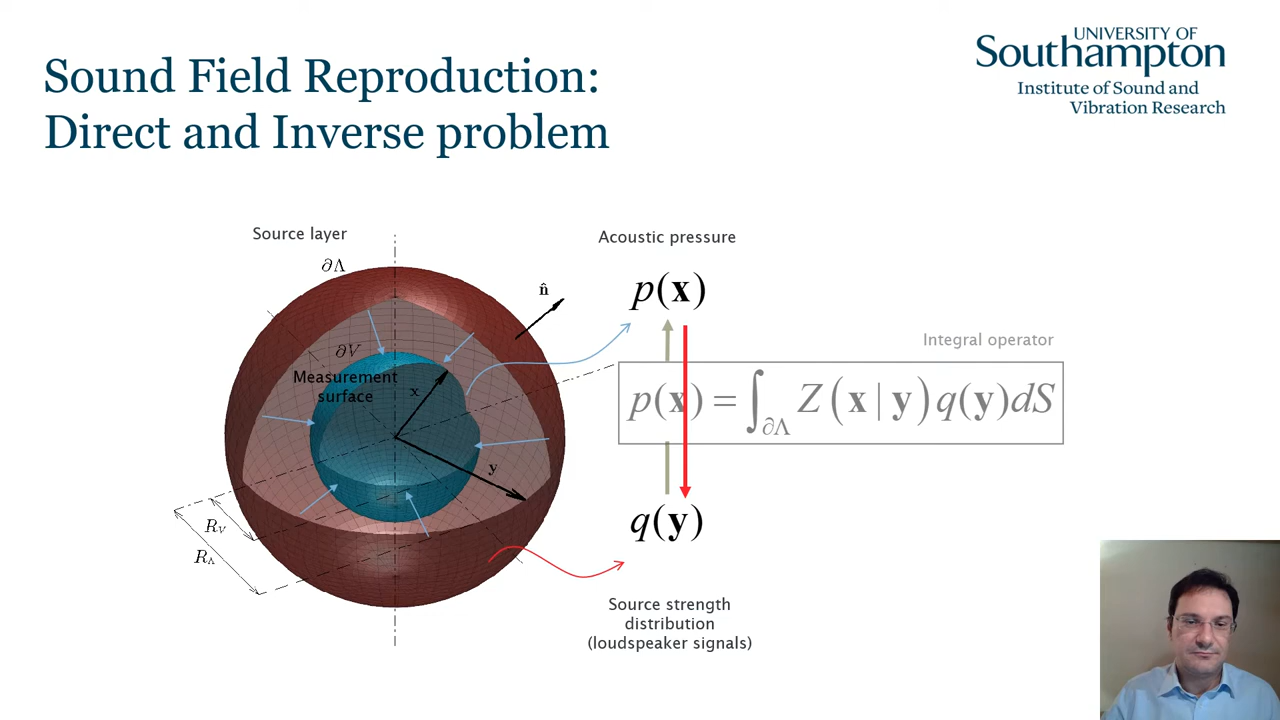 Sound Field Reproduction:
Direct and Inverse problem
UNIVERSITY OF
Southampton
Institute of Sound and
Vibration Research
Source layer
∂Λ
n̂
∂V
Measurement
surface
x
y
R_V
R_Λ
Acoustic pressure
p(x)
Integral operator
p(x) = ∫_{∂Λ} Z(x | y) q(y)dS
q(y)
Source strength
distribution
(loudspeaker signals)